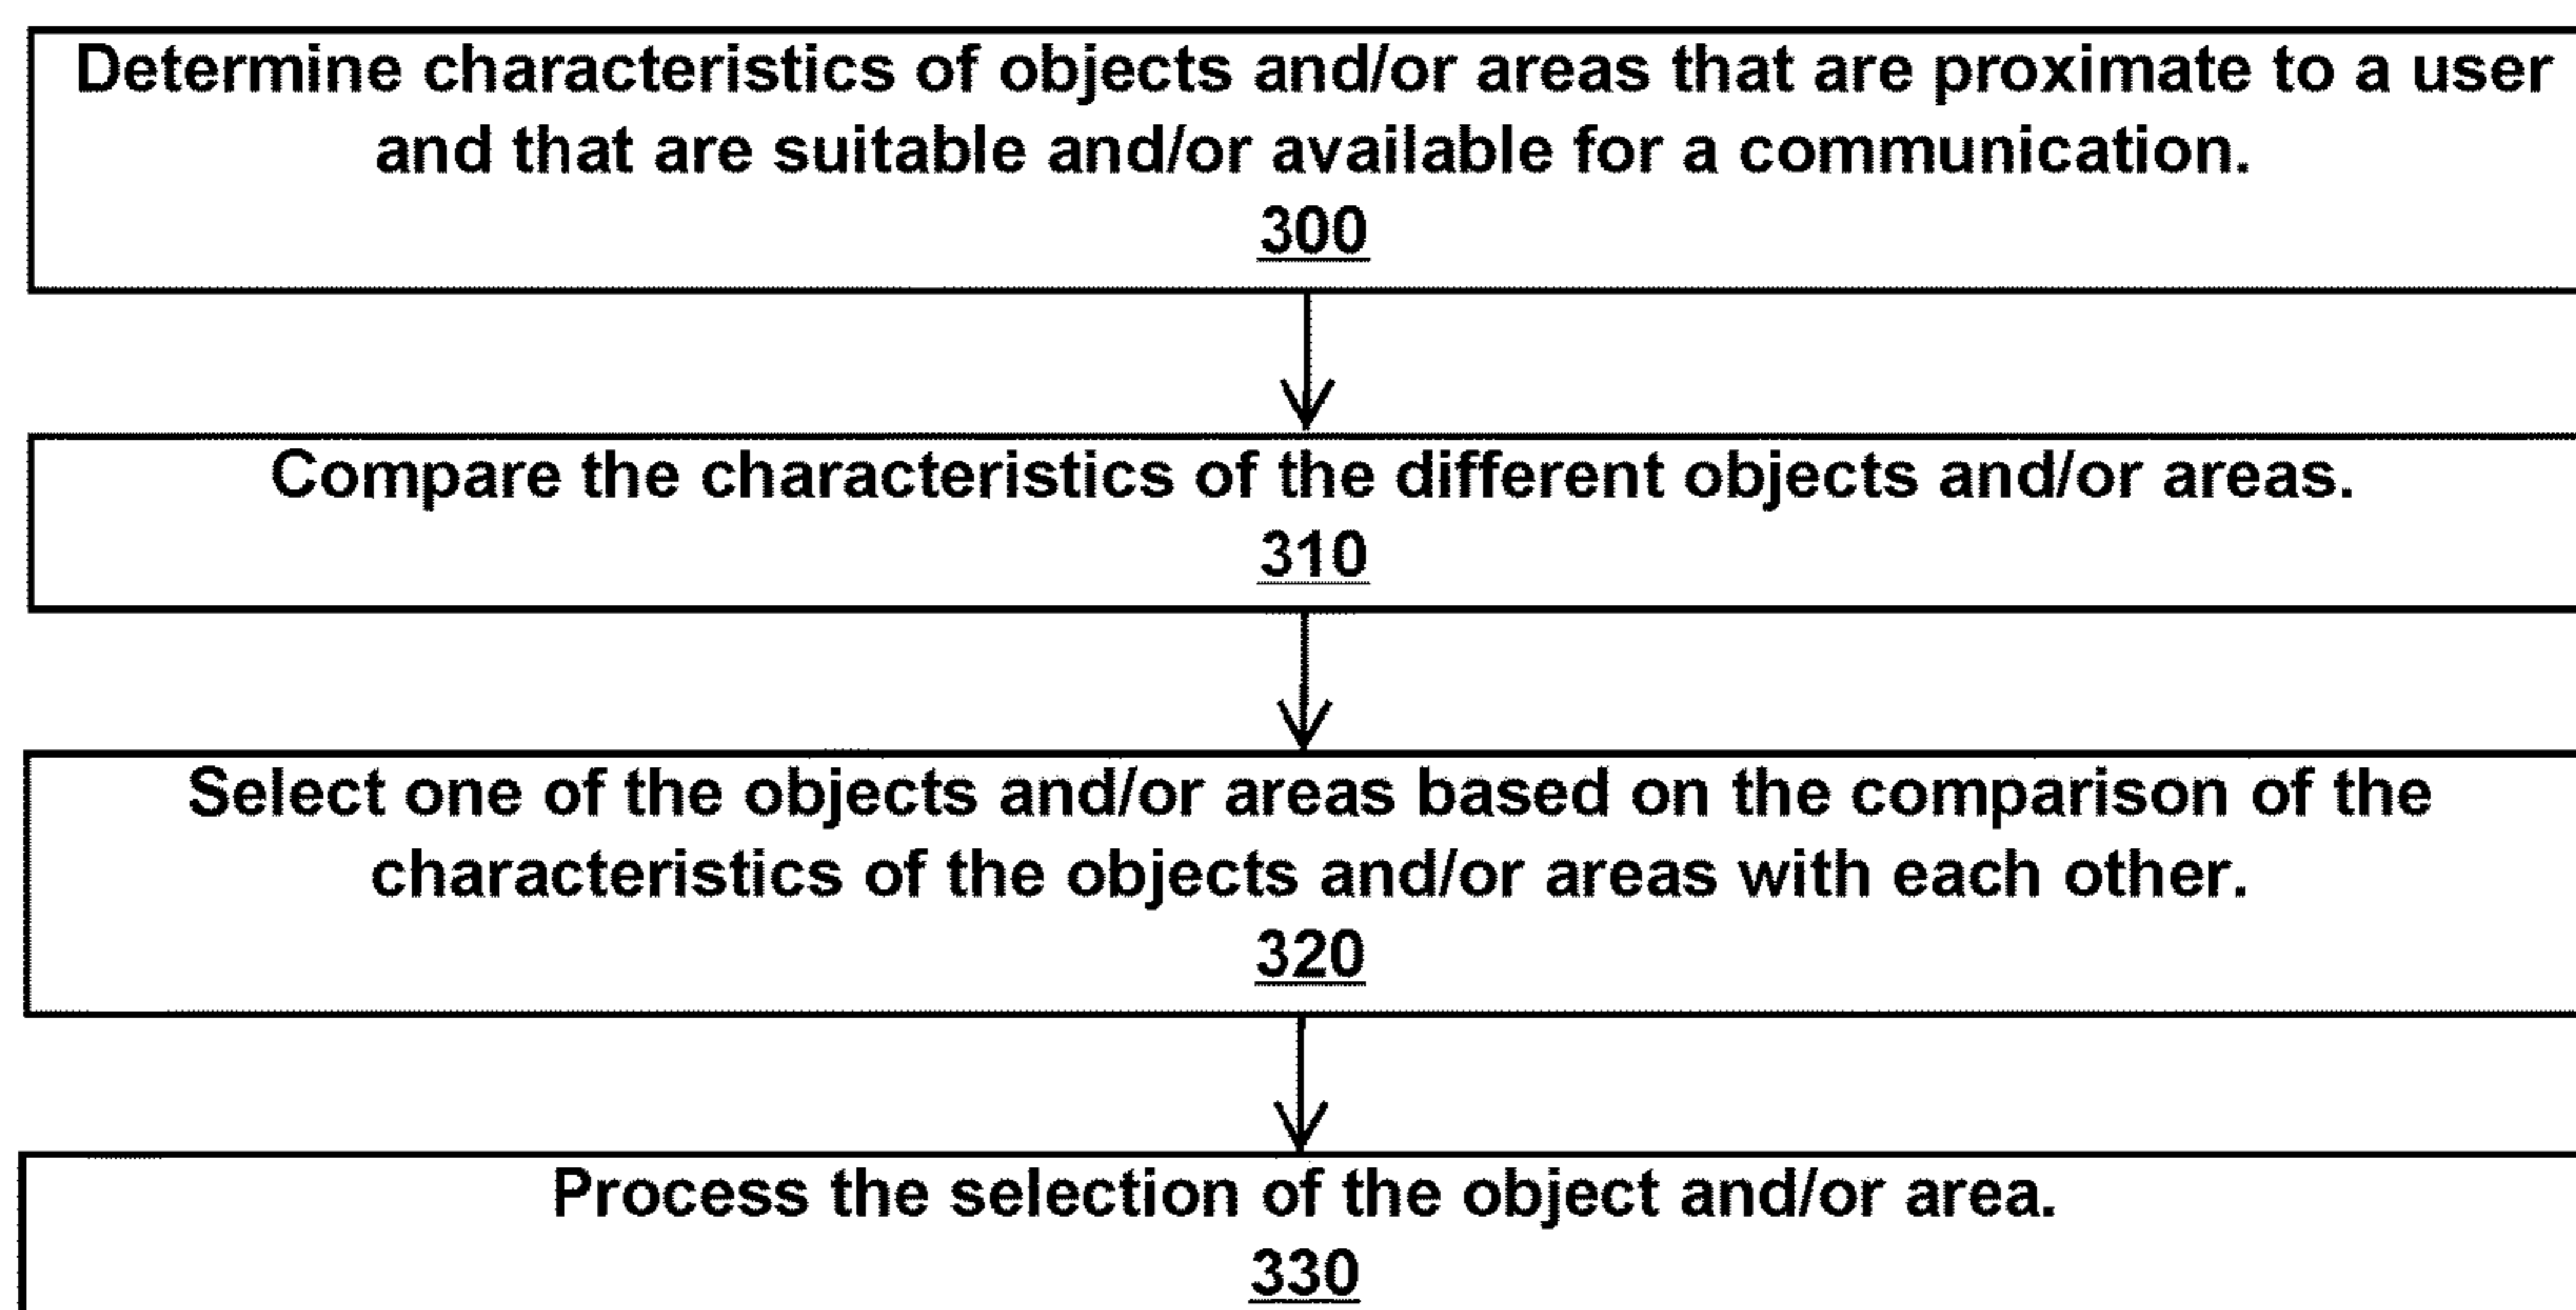 Determine characteristics of objects and/or areas that are proximate to a user
and that are suitable and/or available for a communication.
300
Compare the characteristics of the different objects and/or areas.
310
Select one of the objects and/or areas based on the comparison of the
characteristics of the objects and/or areas with each other.
320
Process the selection of the object and/or area.
330